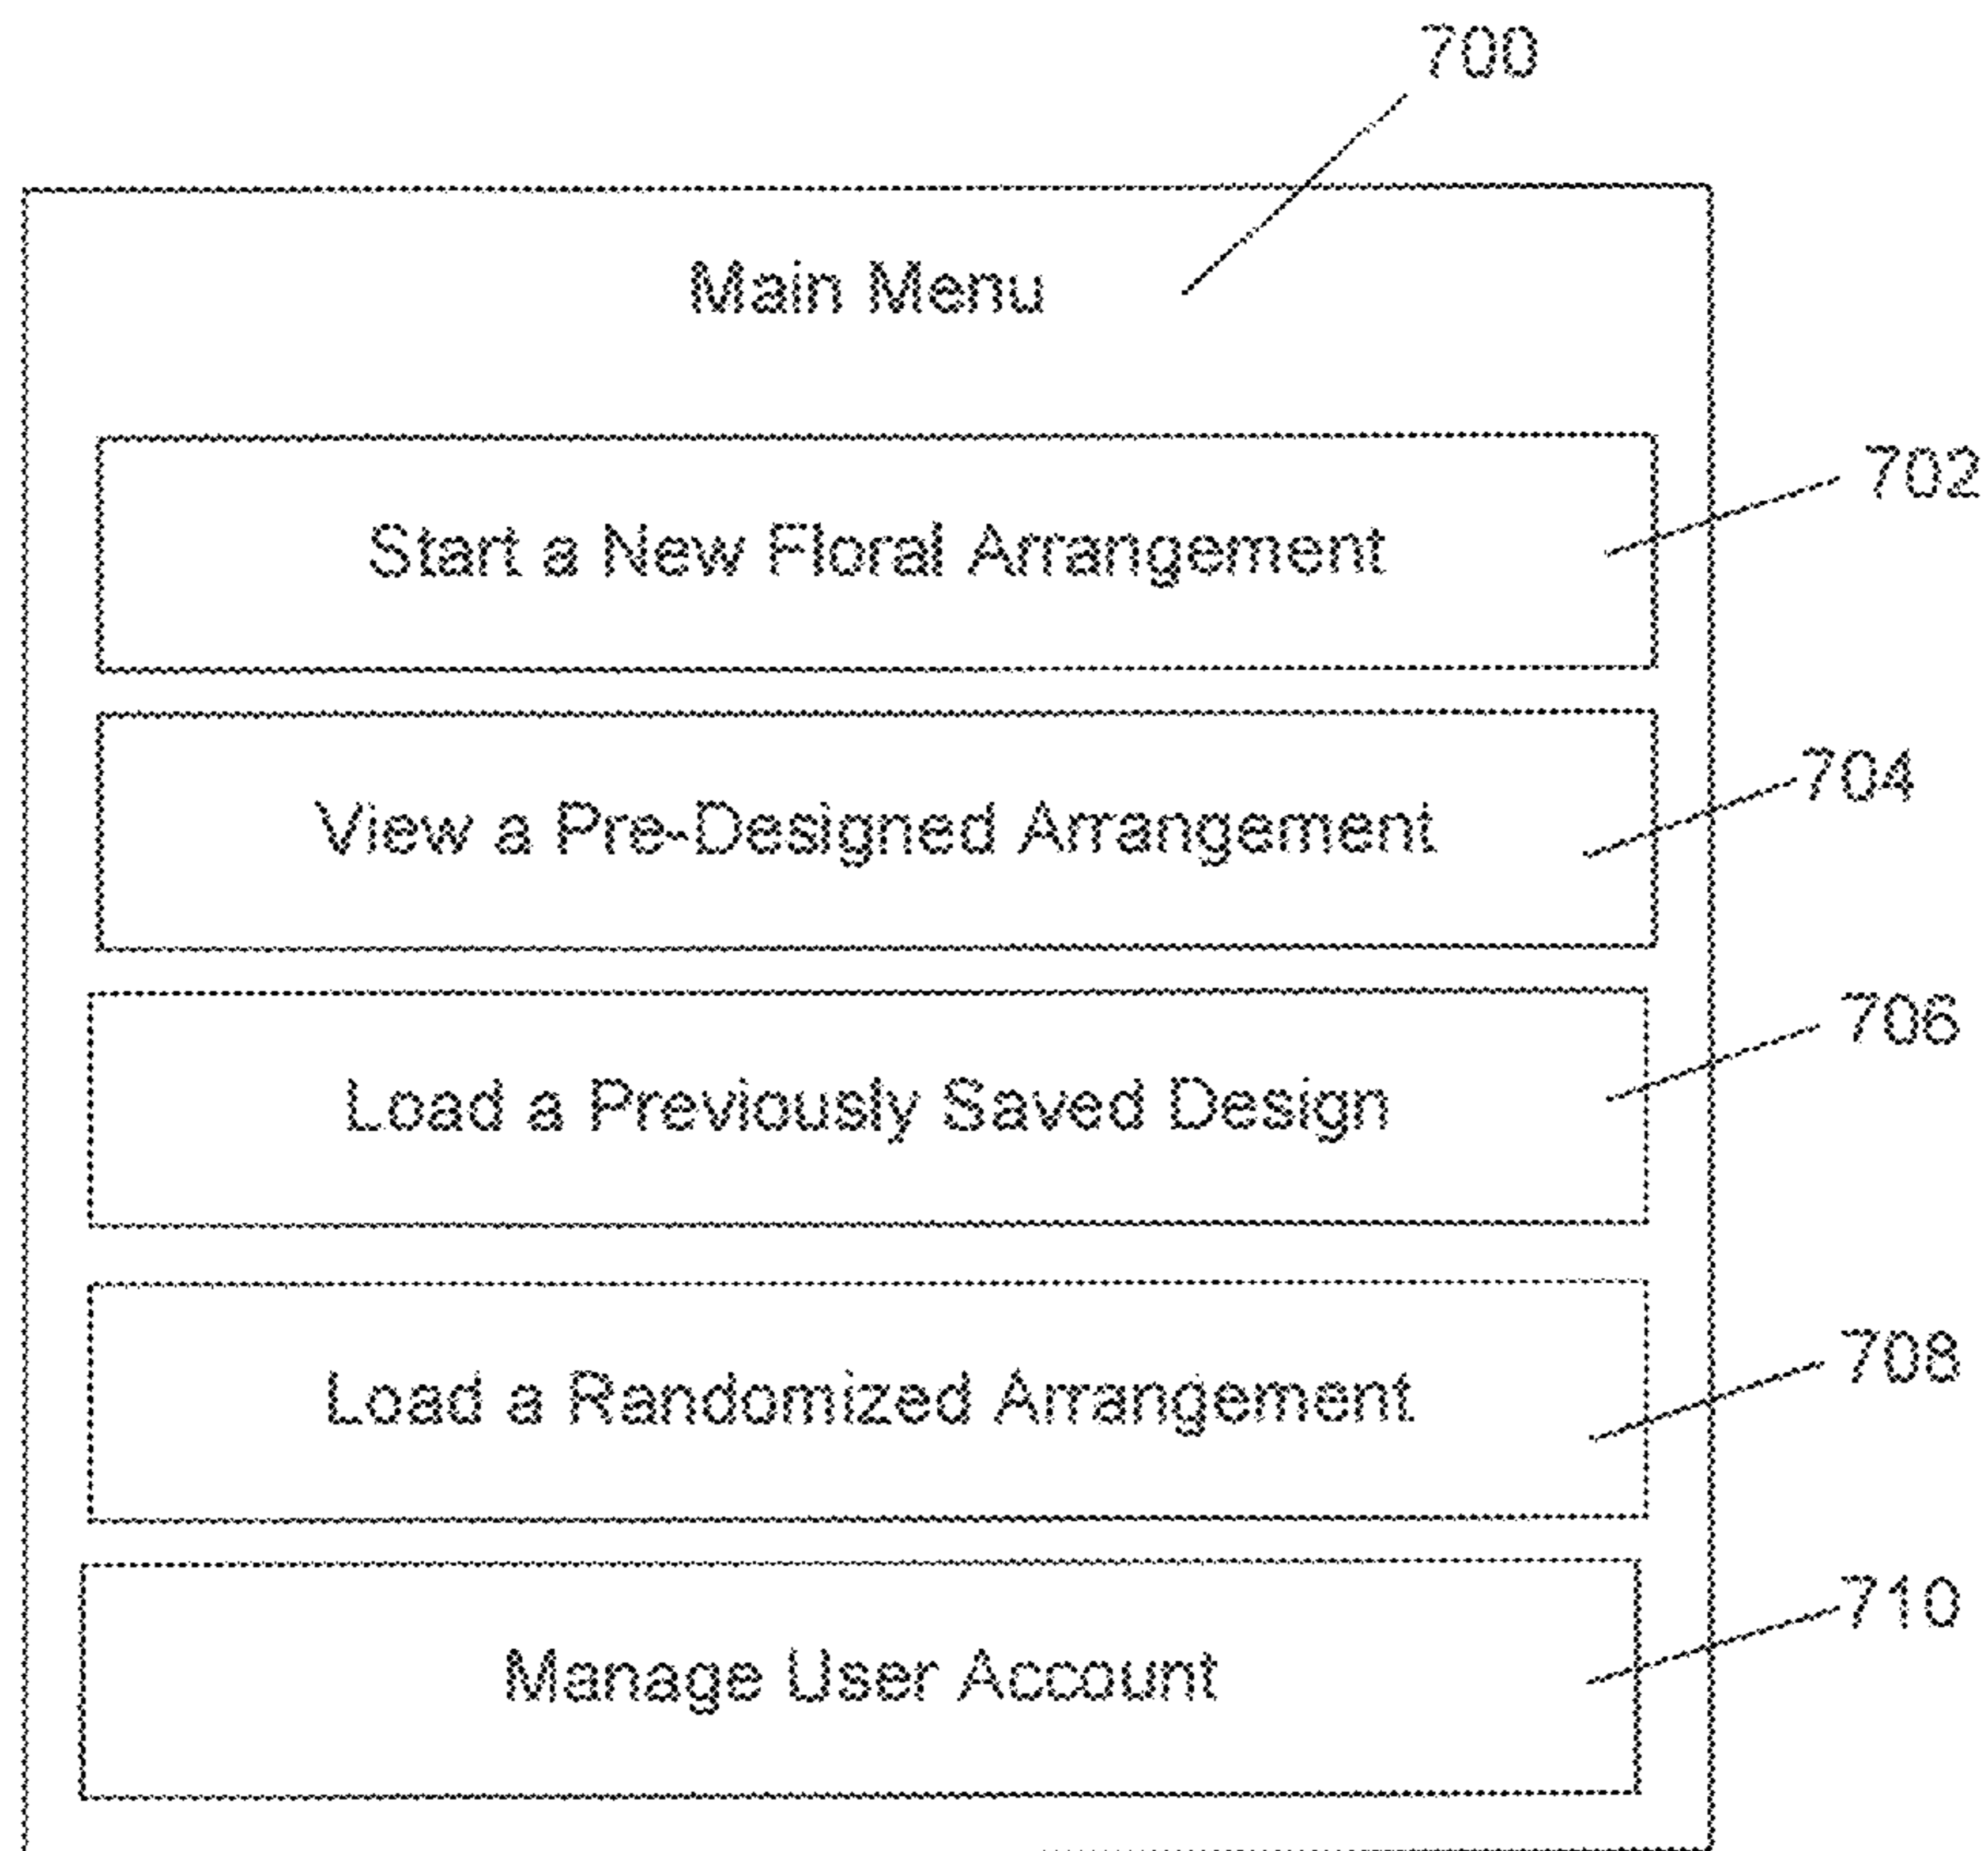 700
Main Menu
702
Start a New Floral Arrangement
704
View a Pre-Designed Arrangement
706
Load a Previously Saved Design
708
Load a Randomized Arrangement
710
Manage User Account